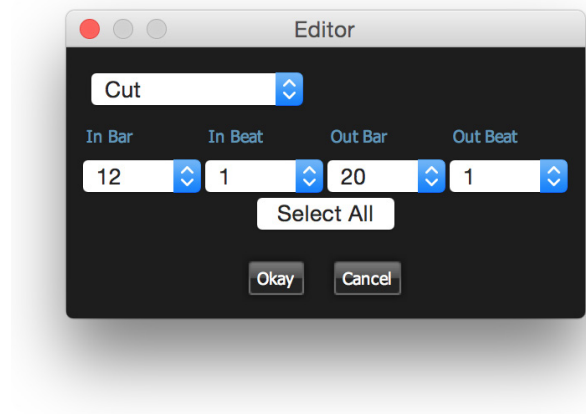 Editor
Cut
In Bar In Beat Out Bar Out Beat
12 1 20 1
Select All
Okay Cancel